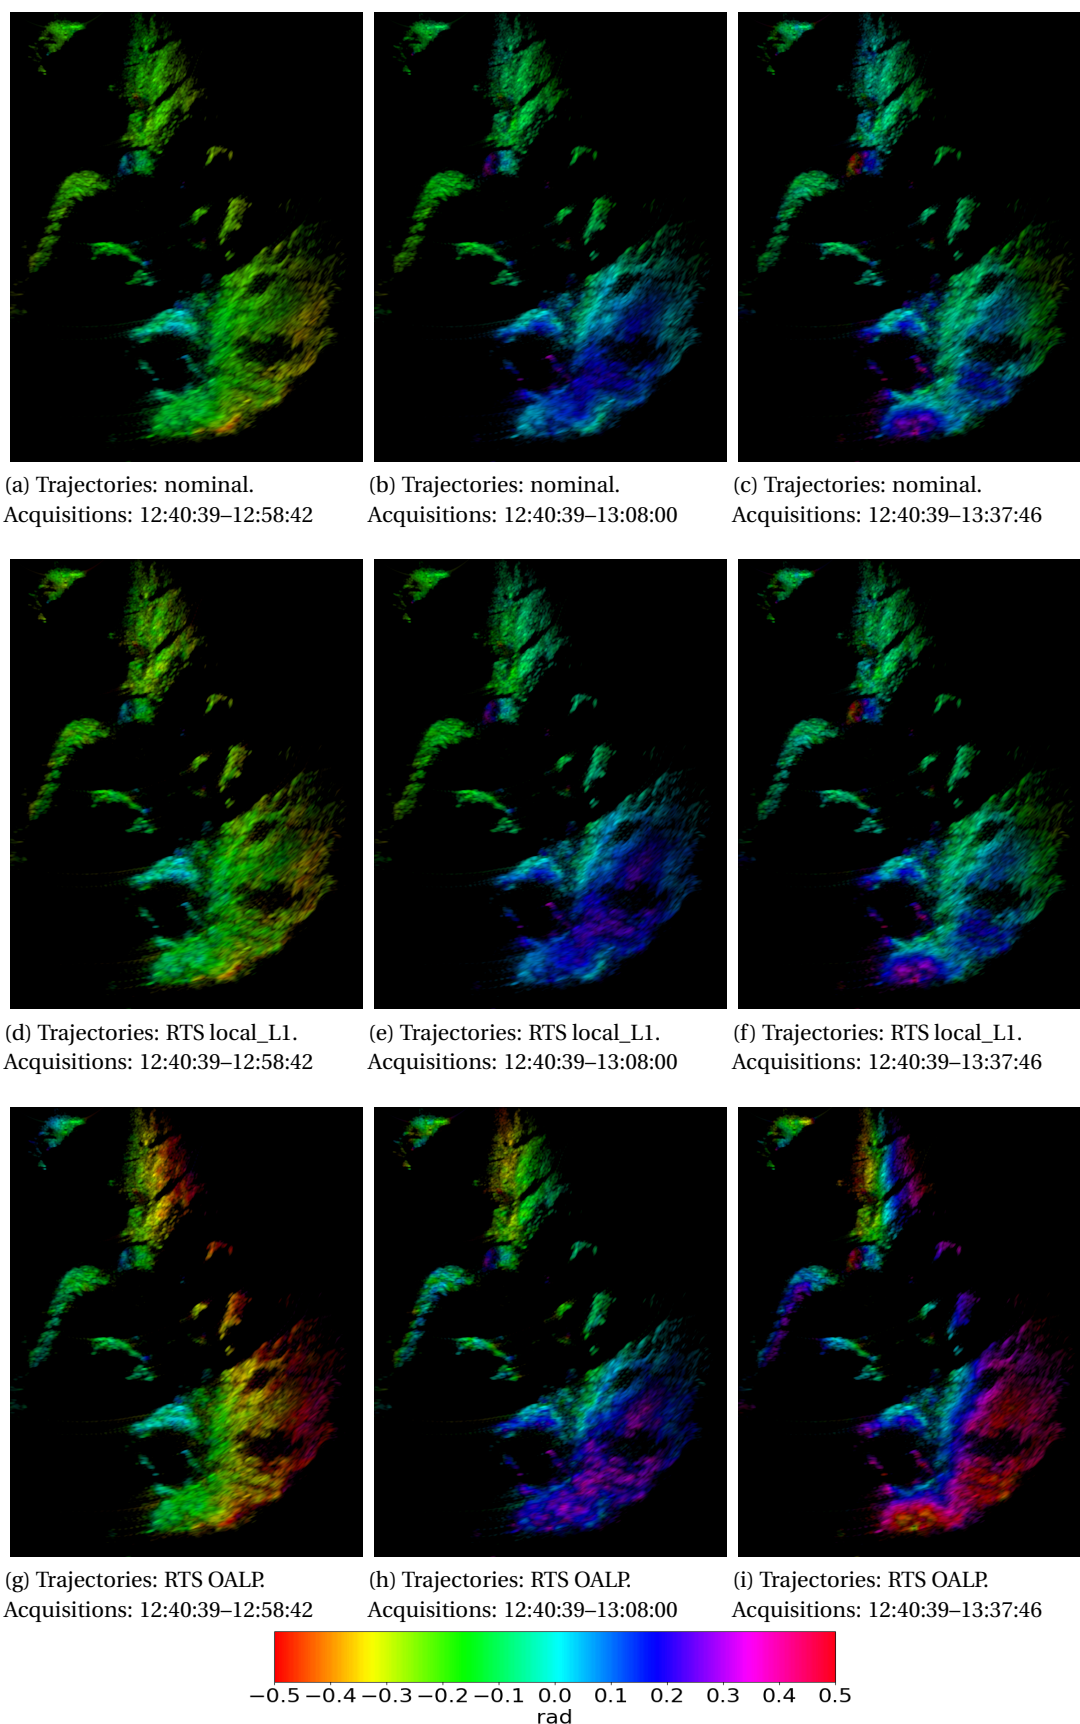 (a) Trajectories: nominal.
Acquisitions: 12:40:39–12:58:42
(b) Trajectories: nominal.
Acquisitions: 12:40:39–13:08:00
(c) Trajectories: nominal.
Acquisitions: 12:40:39–13:37:46
(d) Trajectories: RTS local_L1.
Acquisitions: 12:40:39–12:58:42
(e) Trajectories: RTS local_L1.
Acquisitions: 12:40:39–13:08:00
(f) Trajectories: RTS local_L1.
Acquisitions: 12:40:39–13:37:46
(g) Trajectories: RTS OALP.
Acquisitions: 12:40:39–12:58:42
(h) Trajectories: RTS OALP.
Acquisitions: 12:40:39–13:08:00
(i) Trajectories: RTS OALP.
Acquisitions: 12:40:39–13:37:46
−0.5 −0.4 −0.3 −0.2 −0.1 0.0 0.1 0.2 0.3 0.4 0.5
rad